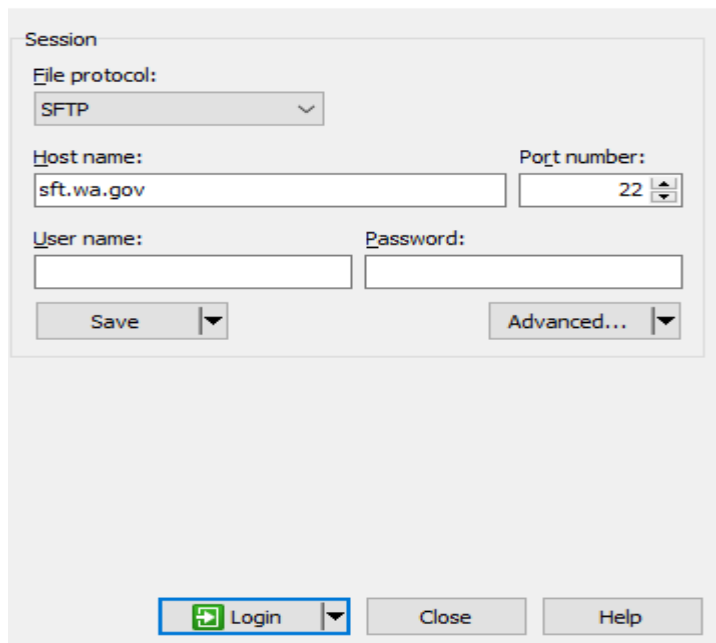 Session
File protocol:
SFTP
Host name: Port number:
sft.wa.gov 22
User name: Password:
Save Advanced...
Login Close Help